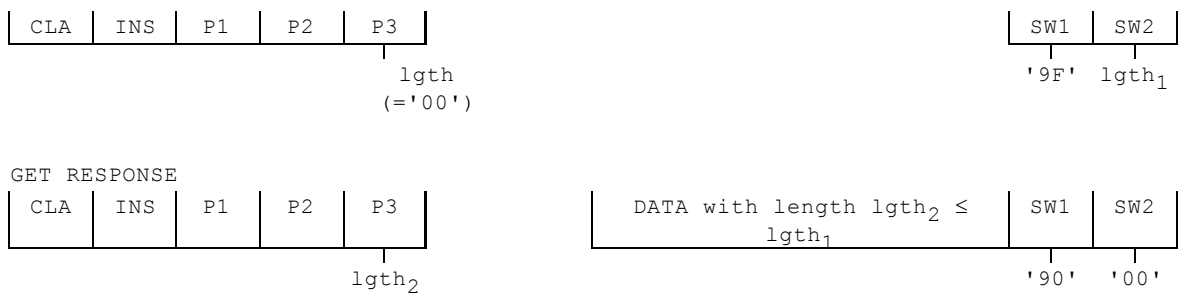 CLA INS P1 P2 P3 SW1 SW2
lgth '9F' lgth1
(='00')
GET RESPONSE
CLA INS P1 P2 P3 DATA with length lgth2 ≤ SW1 SW2
lgth1
lgth2 '90' '00'